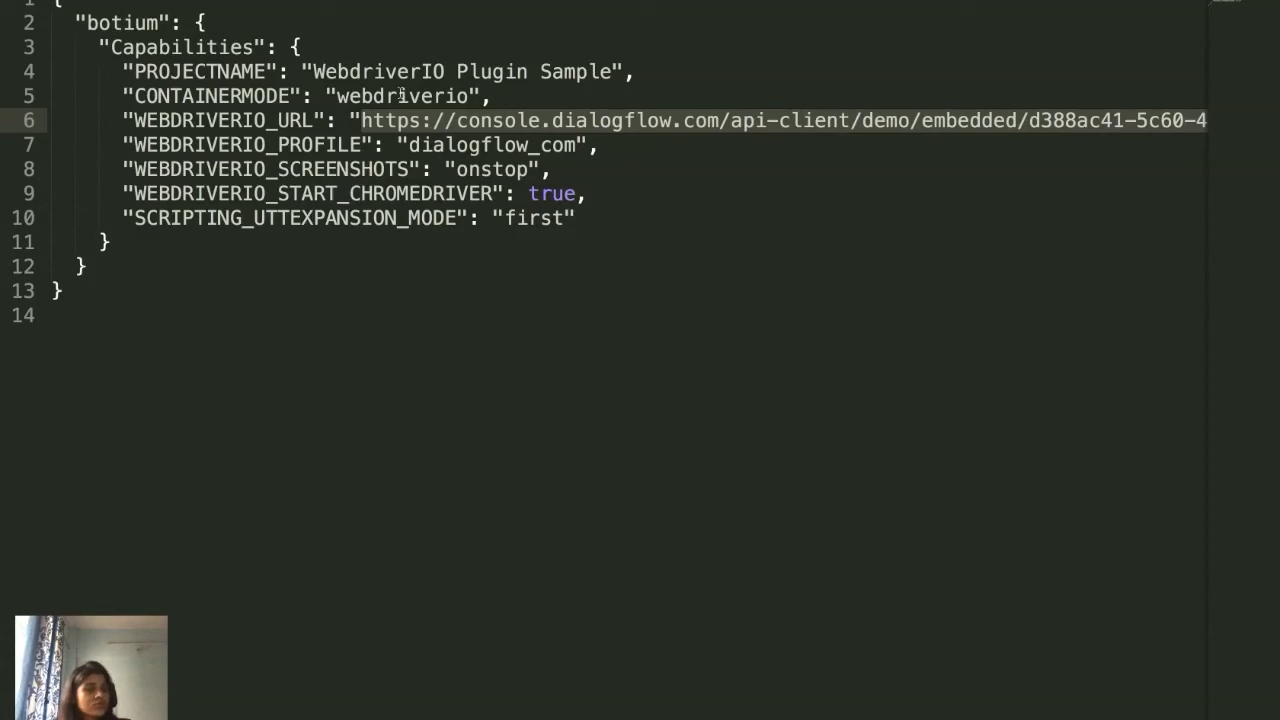 1 {
2 "botium": {
3 "Capabilities": {
4 "PROJECTNAME": "WebdriverIO Plugin Sample",
5 "CONTAINERMODE": "webdriverio",
6 "WEBDRIVERIO_URL": "https://console.dialogflow.com/api-client/demo/embedded/d388ac41-5c60-4
7 "WEBDRIVERIO_PROFILE": "dialogflow_com",
8 "WEBDRIVERIO_SCREENSHOTS": "onstop",
9 "WEBDRIVERIO_START_CHROMEDRIVER": true,
10 "SCRIPTING_UTTEXPANSION_MODE": "first"
11 }
12 }
13 }
14